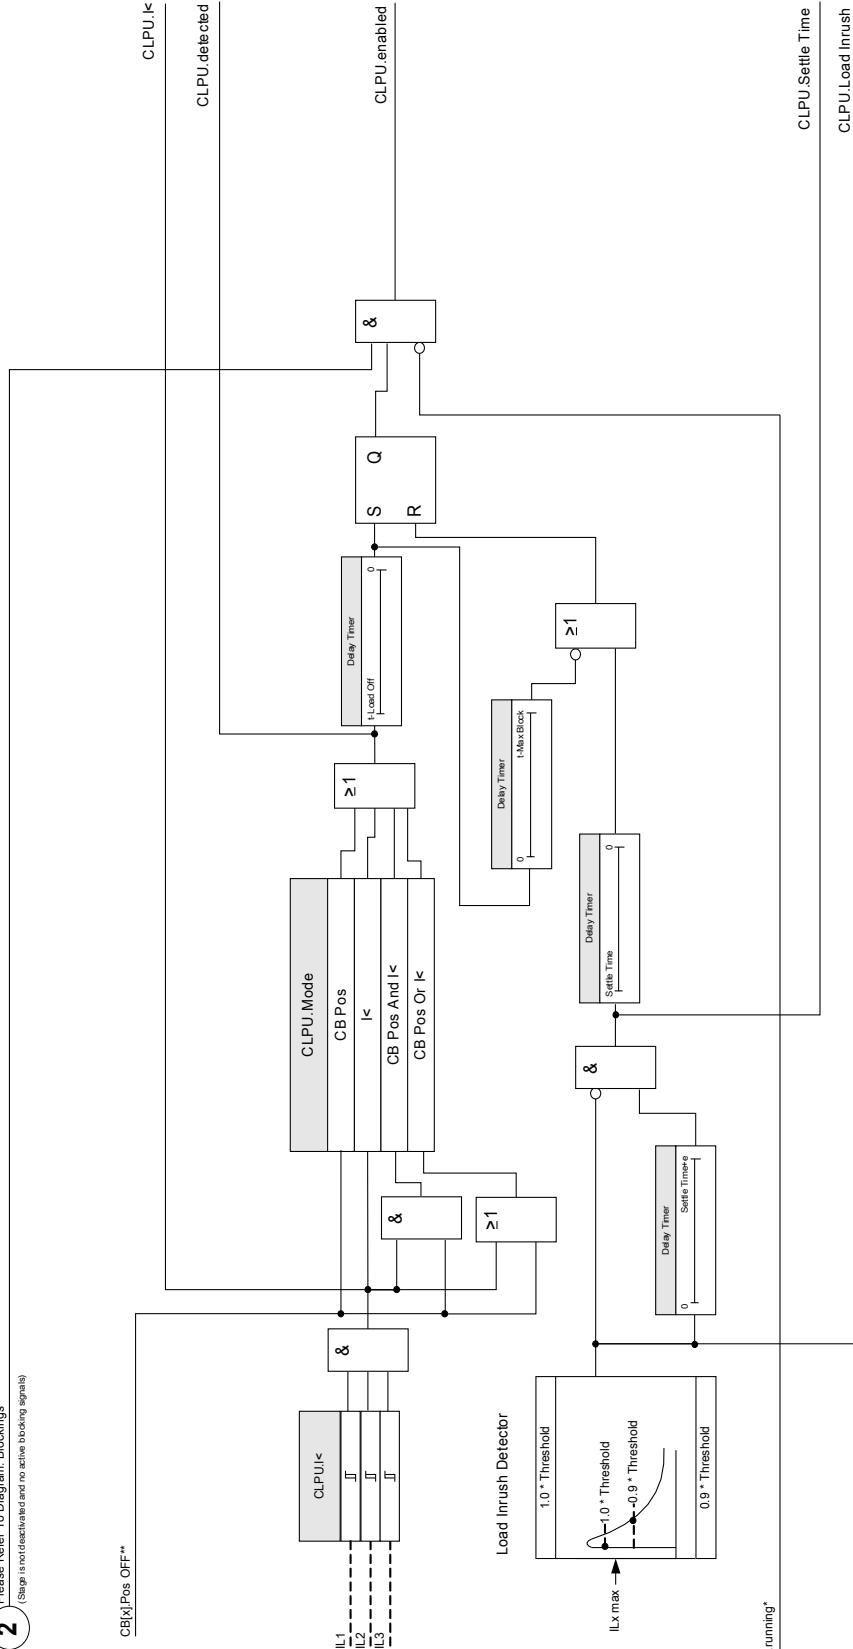 2
Please Refer To Diagram: Blockings
(Stage is not deactivated and no active blocking signals)
CB[x].Pos OFF**
IL1
IL2
IL3
CLPU.I<
&
&
≥1
CLPU.Mode
CB Pos
I<
CB Pos And I<
CB Pos Or I<
≥1
Delay Timer
t-Load Off
0
S
R
Q
&
CLPU.I<
CLPU.detected
CLPU.enabled
Delay Timer
0
t-Max Block
≥1
Load Inrush Detector
ILx max
1.0 * Threshold
1.0 * Threshold
0.9 * Threshold
0.9 * Threshold
Delay Timer
0
Settle Time+e
&
Delay Timer
Settle Time
0
CLPU.Settle Time
CLPU.Load Inrush
running*